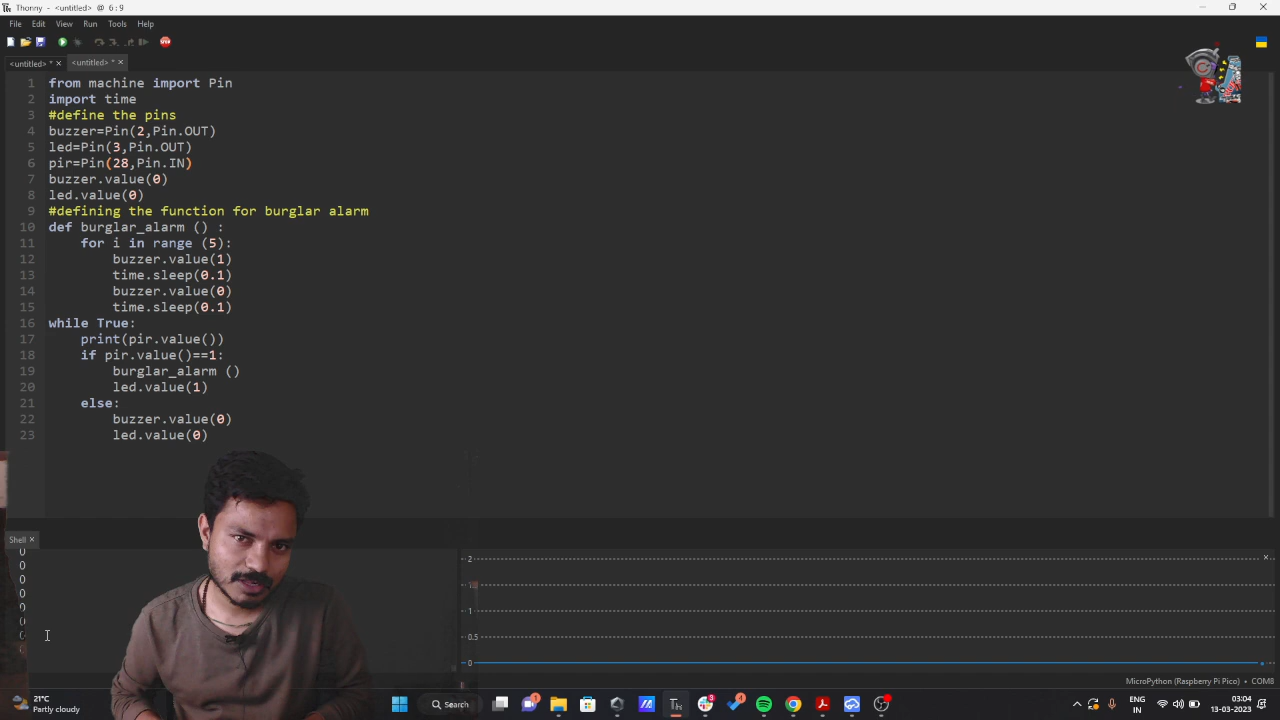 Thonny - <untitled> @ 6:9
File Edit View Run Tools Help
<untitled> * × <untitled> * ×
1 from machine import Pin
2 import time
3 #define the pins
4 buzzer=Pin(2,Pin.OUT)
5 led=Pin(3,Pin.OUT)
6 pir=Pin(28,Pin.IN)
7 buzzer.value(0)
8 led.value(0)
9 #defining the function for burglar alarm
10 def burglar_alarm () :
11 for i in range (5):
12 buzzer.value(1)
13 time.sleep(0.1)
14 buzzer.value(0)
15 time.sleep(0.1)
16 while True:
17 print(pir.value())
18 if pir.value()==1:
19 burglar_alarm ()
20 led.value(1)
21 else:
22 buzzer.value(0)
23 led.value(0)
Shell ×
0
0
0
0
0
2
1
0.5
0
MicroPython (Raspberry Pi Pico) • COM8
21°C
Partly cloudy
Search
ENG
IN
03:04
13-03-2023